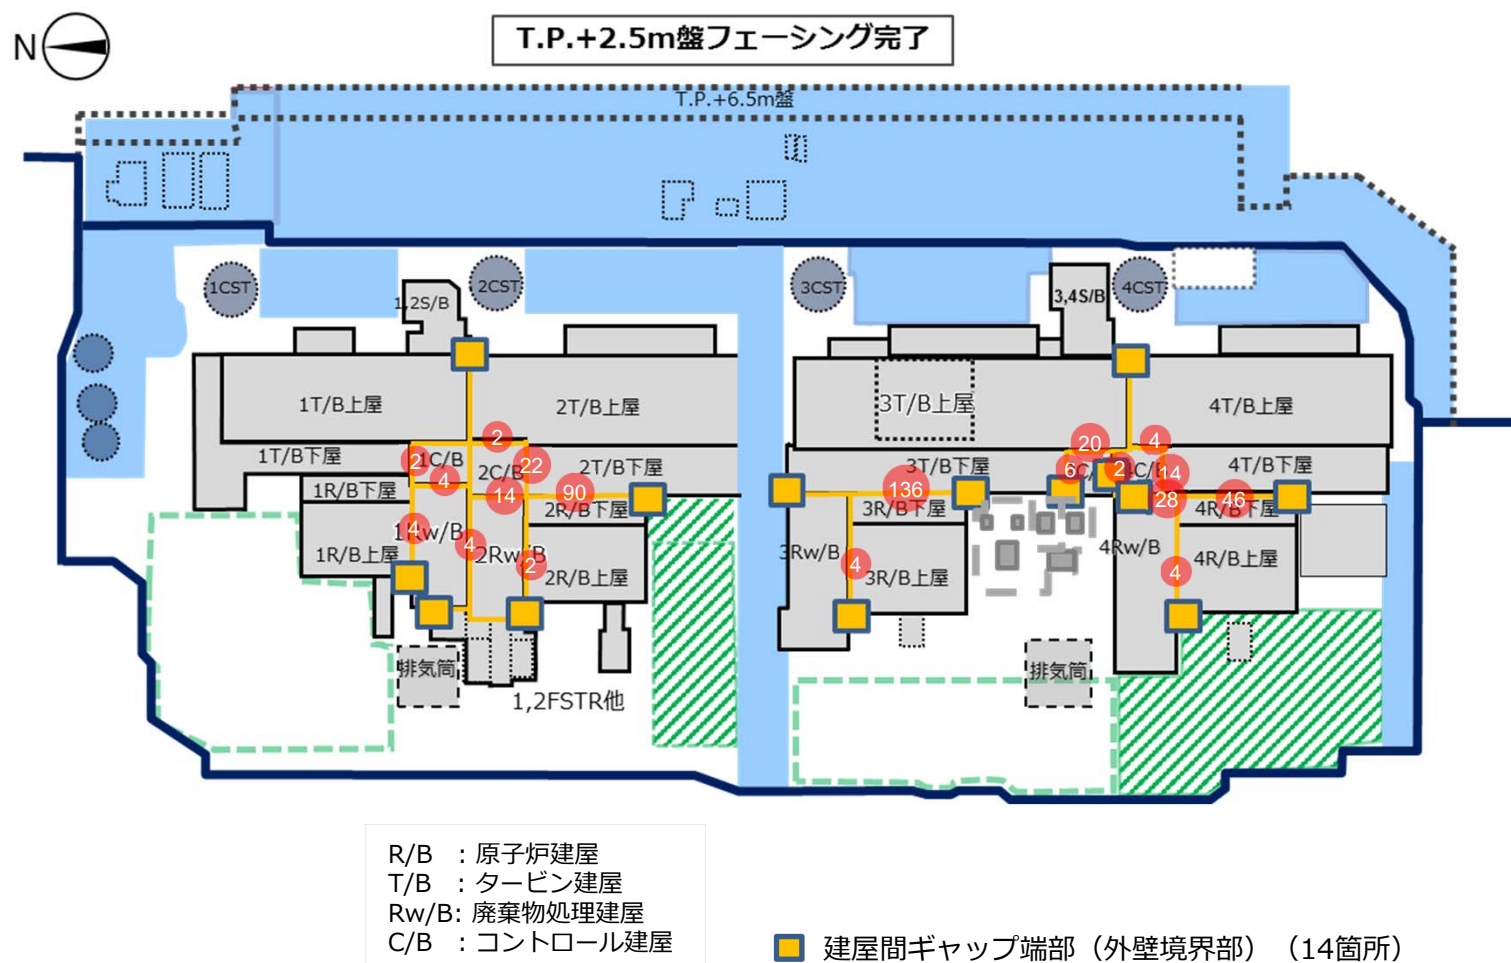 N
T.P.+2.5m盤フェーシング完了
T.P.+6.5m盤
1CST
1,2S/B
2CST
3CST
3,4S/B
4CST
1T/B上屋
2T/B上屋
3T/B上屋
4T/B上屋
1T/B下屋
2
1C/B
2
2C/B
22
2T/B下屋
3T/B下屋
20
4
6
2
14
4T/B下屋
1R/B下屋
4
14
90
2R/B下屋
136
3R/B下屋
28
46
4R/B下屋
1R/B上屋
4
1Rw/B
4
2Rw/B
2
2R/B上屋
3Rw/B
4
3R/B上屋
4Rw/B
4
4R/B上屋
排気筒
1,2FSTR他
排気筒
R/B : 原子炉建屋
T/B : タービン建屋
Rw/B: 廃棄物処理建屋
C/B : コントロール建屋
建屋間ギャップ端部（外壁境界部）（14箇所）